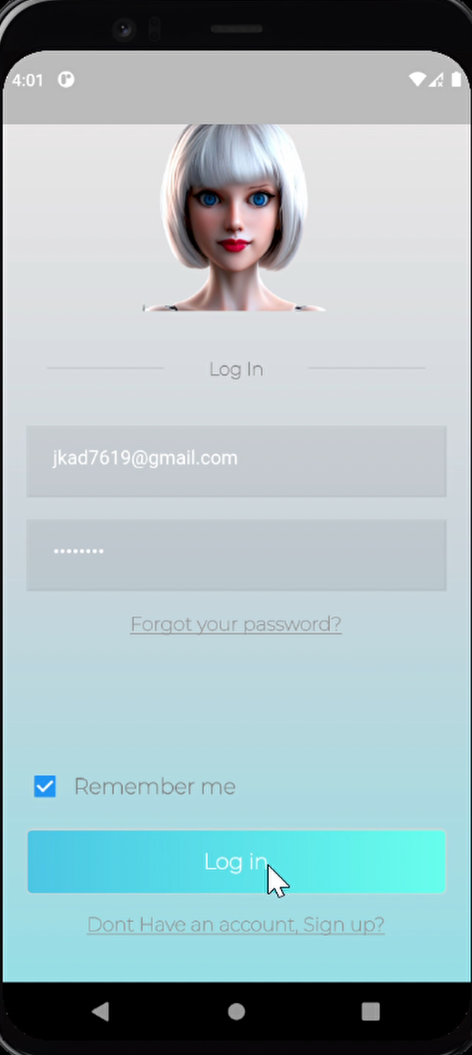 4:01
Log In
jkad7619@gmail.com
••••••••
Forgot your password?
Remember me
Log in
Dont Have an account, Sign up?